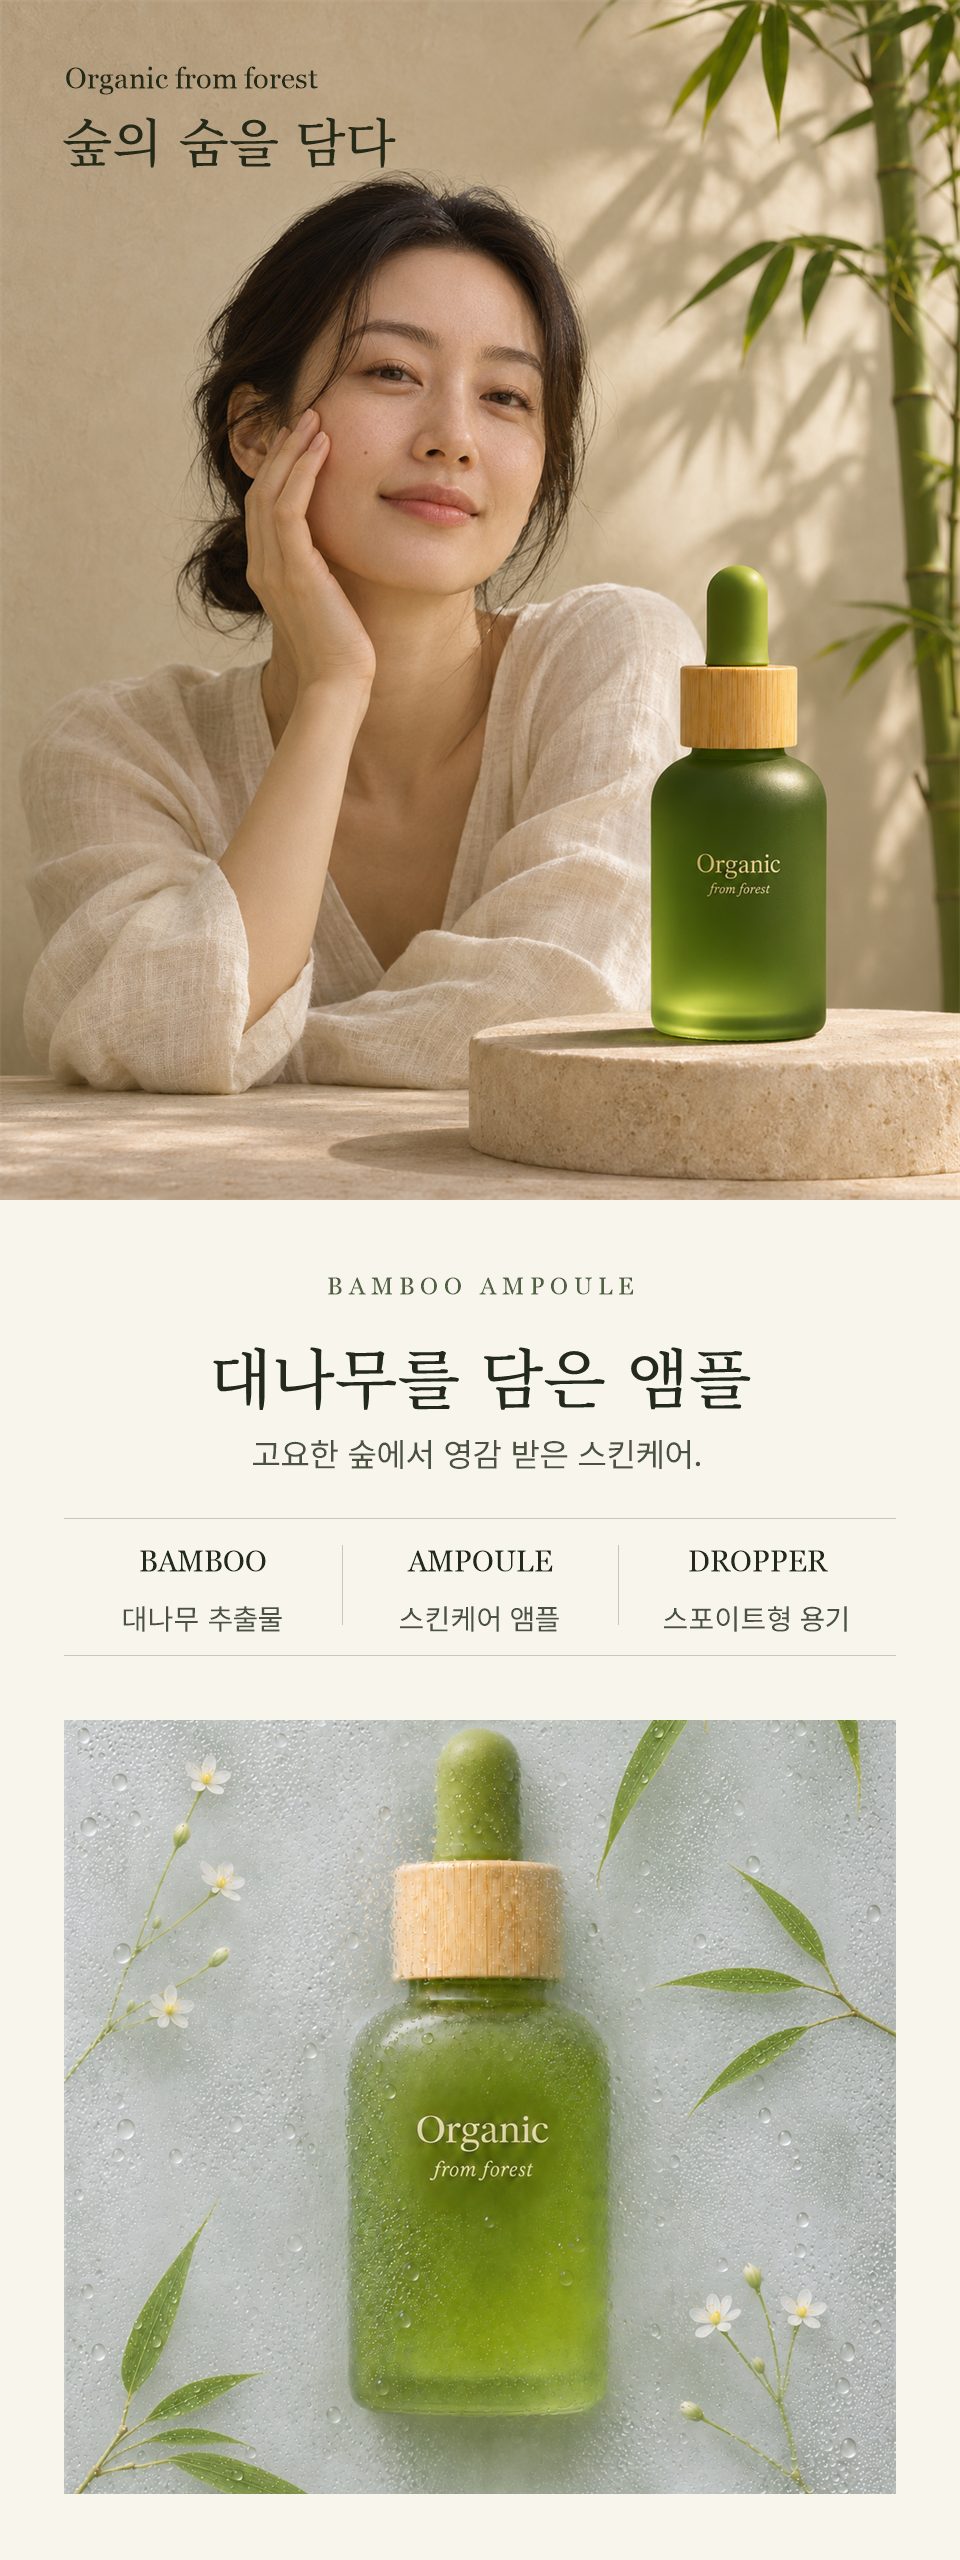 Organic from forest
숲의 숨을 담다
Organic
from forest
BAMBOO AMPOULE
대나무를 담은 앰플
고요한 숲에서 영감 받은 스킨케어.
BAMBOO
대나무 추출물
AMPOULE
스킨케어 앰플
DROPPER
스포이트형 용기
Organic
from forest